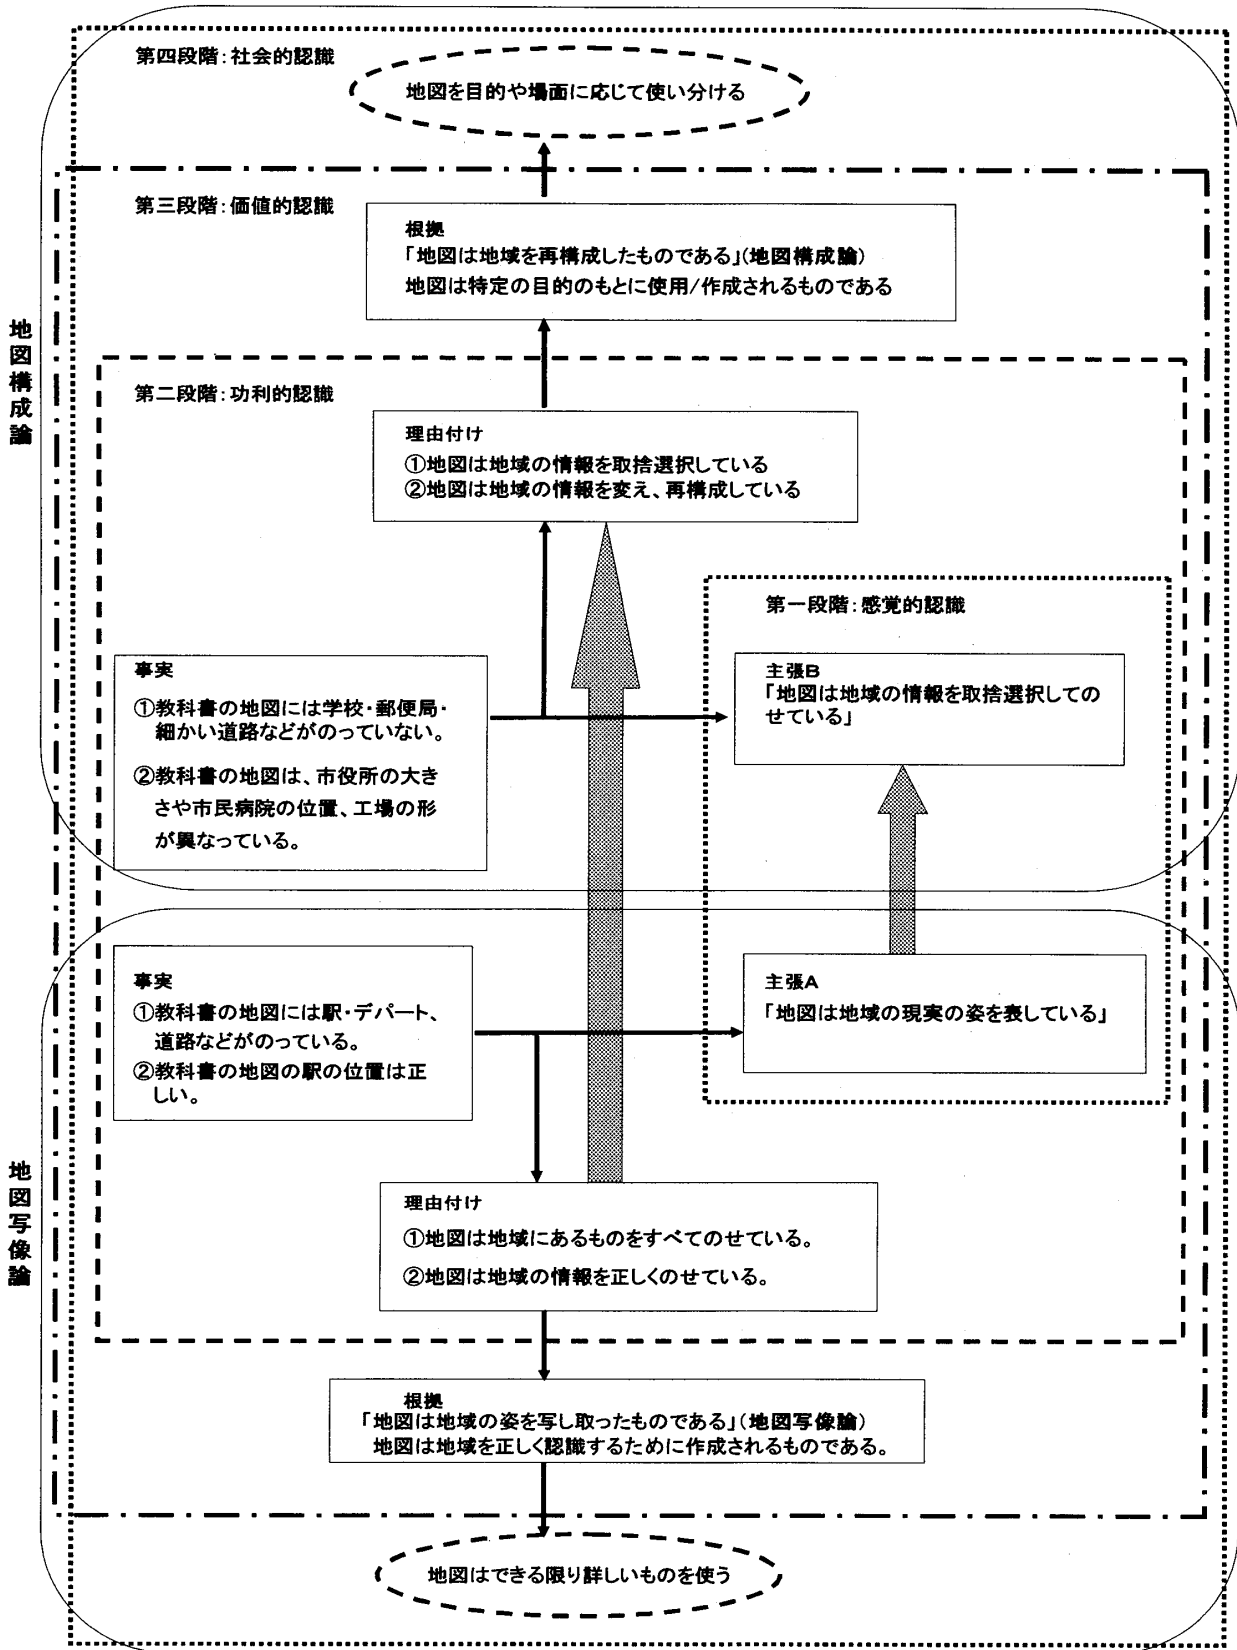 第四段階：社会的認識
地図を目的や場面に応じて使い分ける
第三段階：価値的認識
根拠
「地図は地域を再構成したものである」（地図構成論）
地図は特定の目的のもとに使用/作成されるものである
地図構成論
第二段階：功利的認識
理由付け
①地図は地域の情報を取捨選択している
②地図は地域の情報を変え、再構成している
第一段階：感覚的認識
事実
①教科書の地図には学校・郵便局・
細かい道路などがのっていない。
②教科書の地図は、市役所の大き
さや市民病院の位置、工場の形
が異なっている。
主張B
「地図は地域の情報を取捨選択しての
せている」
事実
①教科書の地図には駅・デパート、
道路などがのっている。
②教科書の地図の駅の位置は正
しい。
主張A
「地図は地域の現実の姿を表している」
地図写像論
理由付け
①地図は地域にあるものをすべてのせている。
②地図は地域の情報を正しくのせている。
根拠
「地図は地域の姿を写し取ったものである」（地図写像論）
地図は地域を正しく認識するために作成されるものである。
地図はできる限り詳しいものを使う